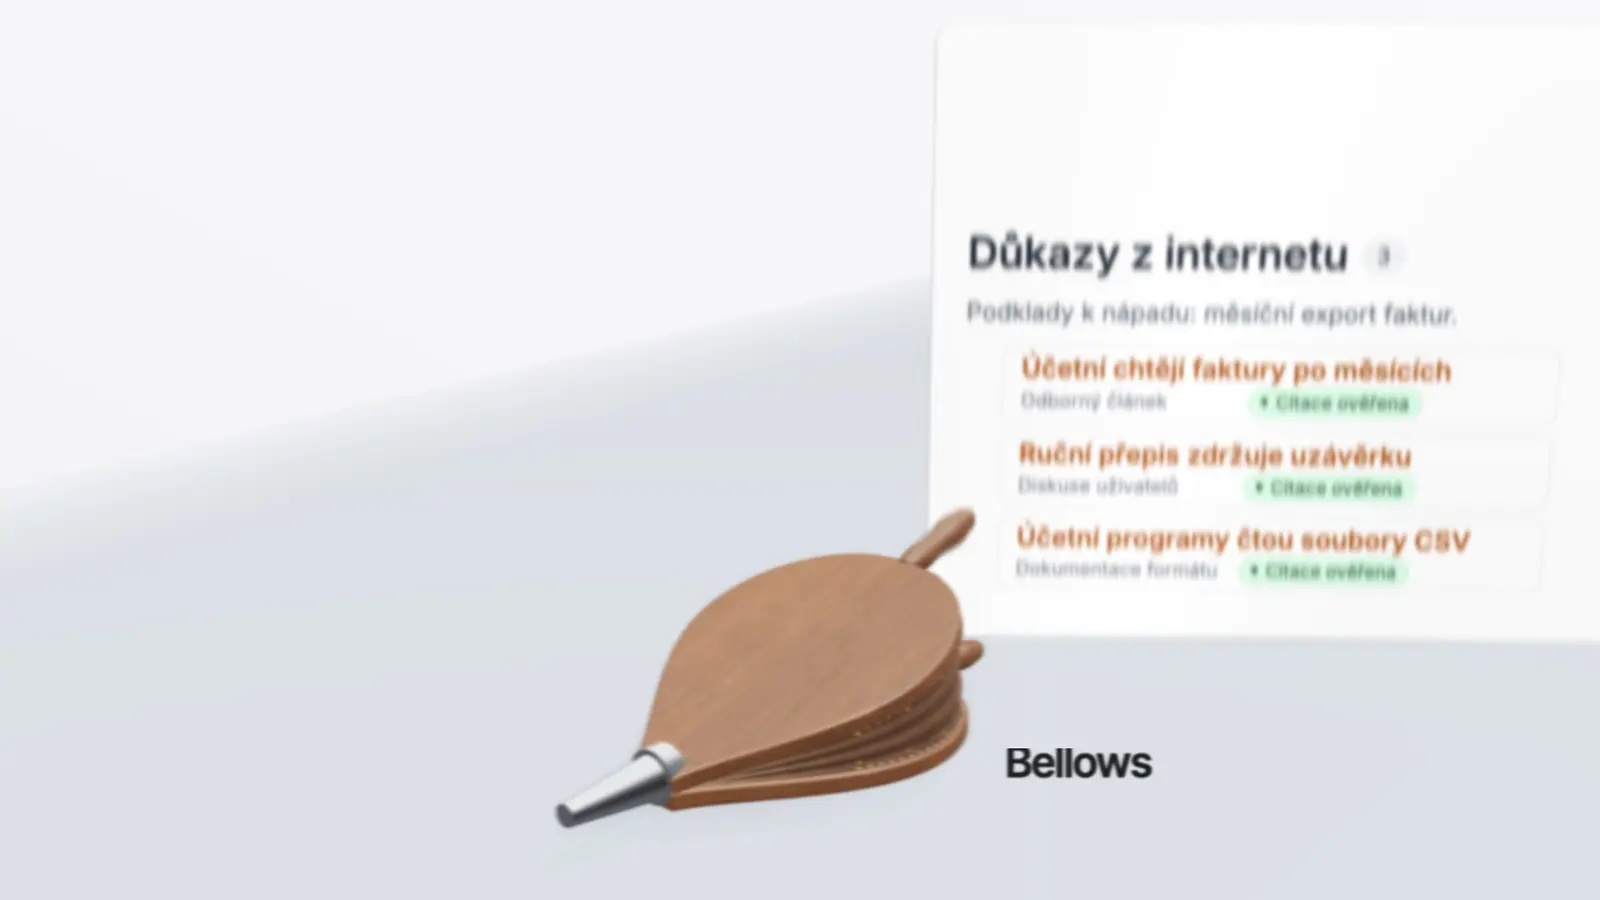 Důkazy z internetu 3
Podklady k nápadu: měsíční export faktur.
Účetní chtějí faktury po měsících
Odborný článek • Citace ověřena
Ruční přepis zdržuje uzávěrku
Diskuse uživatelů • Citace ověřena
Účetní programy čtou soubory CSV
Dokumentace formátu • Citace ověřena
Bellows